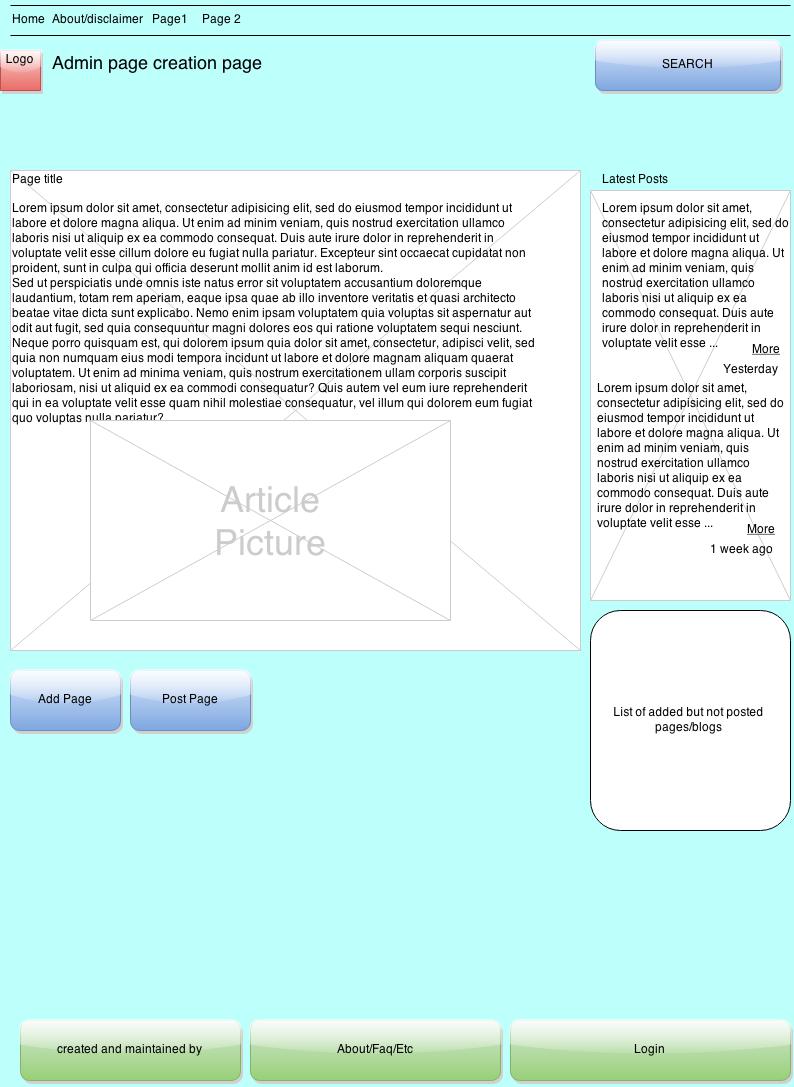 Home About/disclaimer Page1 Page 2
Logo
Admin page creation page
SEARCH
Page title
Lorem ipsum dolor sit amet, consectetur adipisicing elit, sed do eiusmod tempor incididunt ut
labore et dolore magna aliqua. Ut enim ad minim veniam, quis nostrud exercitation ullamco
laboris nisi ut aliquip ex ea commodo consequat. Duis aute irure dolor in reprehenderit in
voluptate velit esse cillum dolore eu fugiat nulla pariatur. Excepteur sint occaecat cupidatat non
proident, sunt in culpa qui officia deserunt mollit anim id est laborum.
Sed ut perspiciatis unde omnis iste natus error sit voluptatem accusantium doloremque
laudantium, totam rem aperiam, eaque ipsa quae ab illo inventore veritatis et quasi architecto
beatae vitae dicta sunt explicabo. Nemo enim ipsam voluptatem quia voluptas sit aspernatur aut
odit aut fugit, sed quia consequuntur magni dolores eos qui ratione voluptatem sequi nesciunt.
Neque porro quisquam est, qui dolorem ipsum quia dolor sit amet, consectetur, adipisci velit, sed
quia non numquam eius modi tempora incidunt ut labore et dolore magnam aliquam quaerat
voluptatem. Ut enim ad minima veniam, quis nostrum exercitationem ullam corporis suscipit
laboriosam, nisi ut aliquid ex ea commodi consequatur? Quis autem vel eum iure reprehenderit
qui in ea voluptate velit esse quam nihil molestiae consequatur, vel illum qui dolorem eum fugiat
quo voluptas nulla pariatur?
Article
Picture
Latest Posts
Lorem ipsum dolor sit amet,
consectetur adipisicing elit, sed do
eiusmod tempor incididunt ut
labore et dolore magna aliqua. Ut
enim ad minim veniam, quis
nostrud exercitation ullamco
laboris nisi ut aliquip ex ea
commodo consequat. Duis aute
irure dolor in reprehenderit in
voluptate velit esse ...
More
Yesterday
Lorem ipsum dolor sit amet,
consectetur adipisicing elit, sed do
eiusmod tempor incididunt ut
labore et dolore magna aliqua. Ut
enim ad minim veniam, quis
nostrud exercitation ullamco
laboris nisi ut aliquip ex ea
commodo consequat. Duis aute
irure dolor in reprehenderit in
voluptate velit esse ...
More
1 week ago
Add Page
Post Page
List of added but not posted
pages/blogs
created and maintained by
About/Faq/Etc
Login